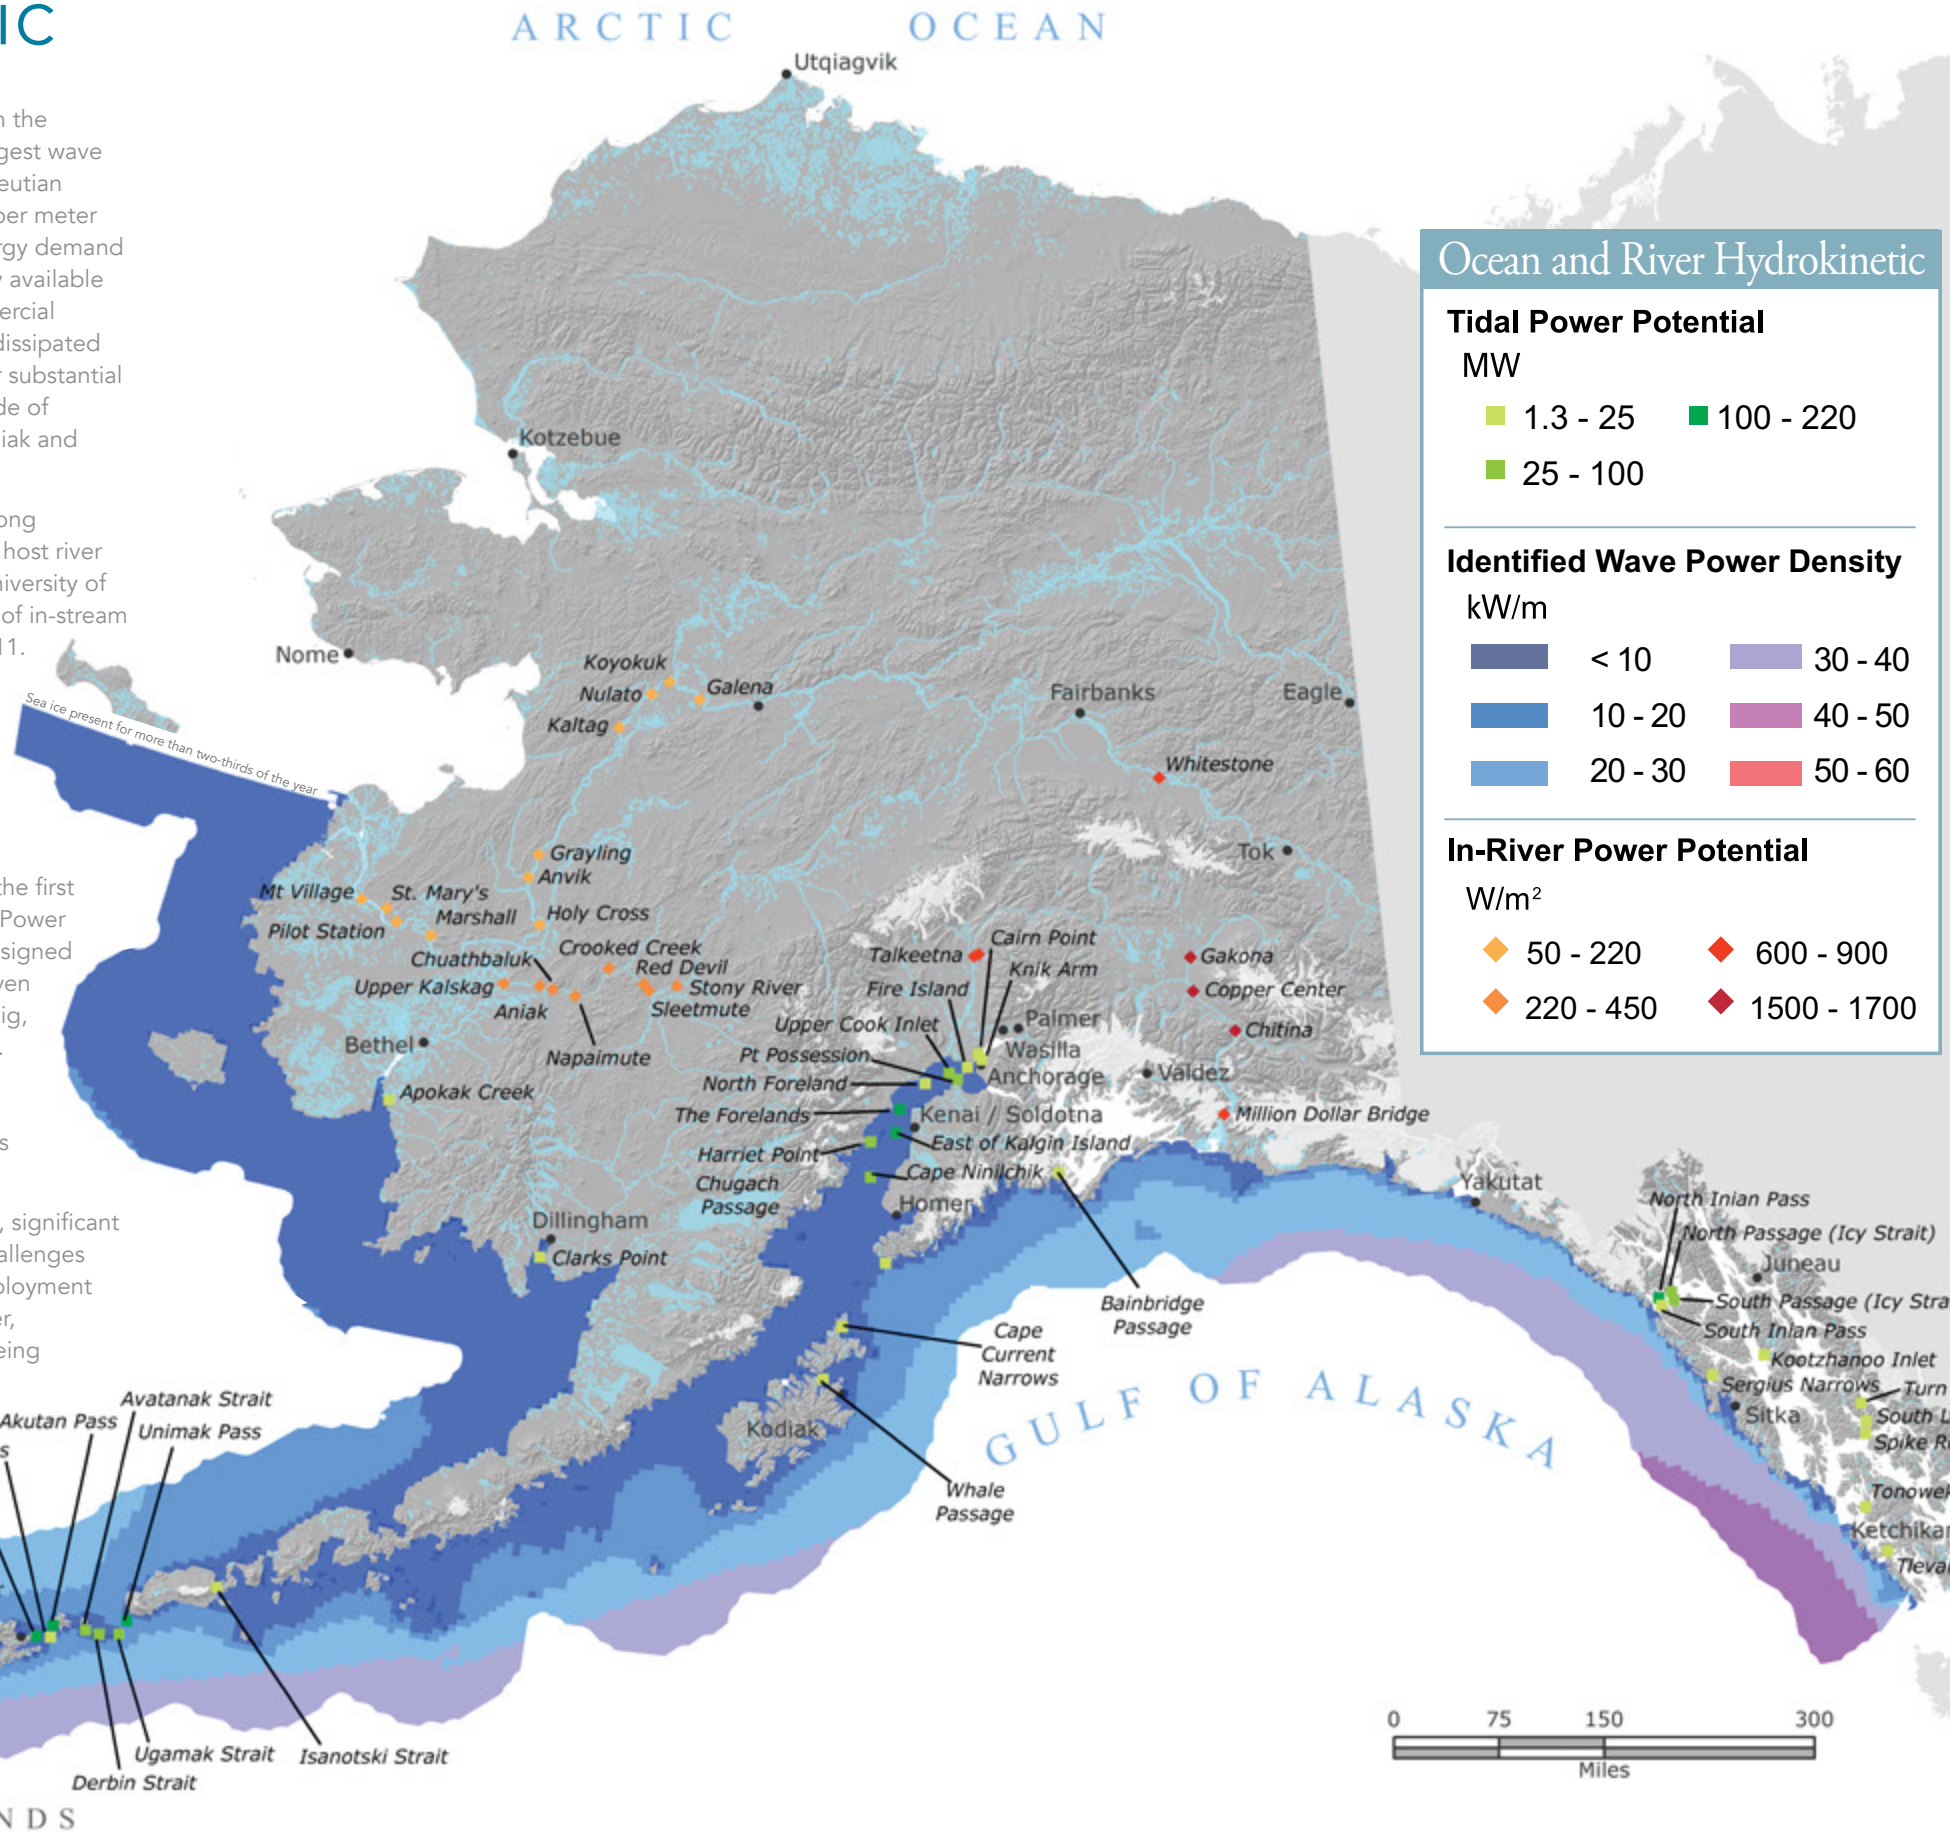 IC
ARCTIC OCEAN
the
gest wave
eutian
per meter
rgy demand
available
ercial
dissipated
substantial
de of
iak and
ong
host river
niversity of
of in-stream
11.
the first
Power
signed
ven
ig,
s
, significant
allenges
ployment
er,
eing
Utqiagvik
Kotzebue
Nome
Sea ice present for more than two-thirds of the year
Koyokuk
Nulato
Galena
Kaltag
Fairbanks
Eagle
Whitestone
Tok
Grayling
Anvik
Mt Village
St. Mary's
Marshall
Holy Cross
Pilot Station
Crooked Creek
Chuathbaluk
Red Devil
Upper Kalskag
Stony River
Aniak
Sleetmute
Napaimute
Bethel
Apokak Creek
Dillingham
Clarks Point
Talkeetna
Cairn Point
Knik Arm
Fire Island
Upper Cook Inlet
Palmer
Wasilla
Pt Possession
Anchorage
North Foreland
The Forelands
Kenai / Soldotna
East of Kalgin Island
Harriet Point
Cape Ninilchik
Chugach
Passage
Homer
Gakona
Copper Center
Chitina
Valdez
Million Dollar Bridge
Bainbridge
Passage
Cape
Current
Narrows
Kodiak
Whale
Passage
GULF OF ALASKA
Yakutat
North Inian Pass
North Passage (Icy Strait)
Juneau
South Passage (Icy Stra
South Inian Pass
Kootzhanoo Inlet
Sergius Narrows
Turn
Sitka
South L
Spike R
Tonowek
Ketchikan
Tleva
Avatanak Strait
Akutan Pass
Unimak Pass
s
Ugamak Strait
Isanotski Strait
Derbin Strait
NDS
Ocean and River Hydrokinetic
Tidal Power Potential
MW
1.3 - 25
100 - 220
25 - 100
Identified Wave Power Density
kW/m
< 10
30 - 40
10 - 20
40 - 50
20 - 30
50 - 60
In-River Power Potential
W/m²
50 - 220
600 - 900
220 - 450
1500 - 1700
0 75 150 300
Miles